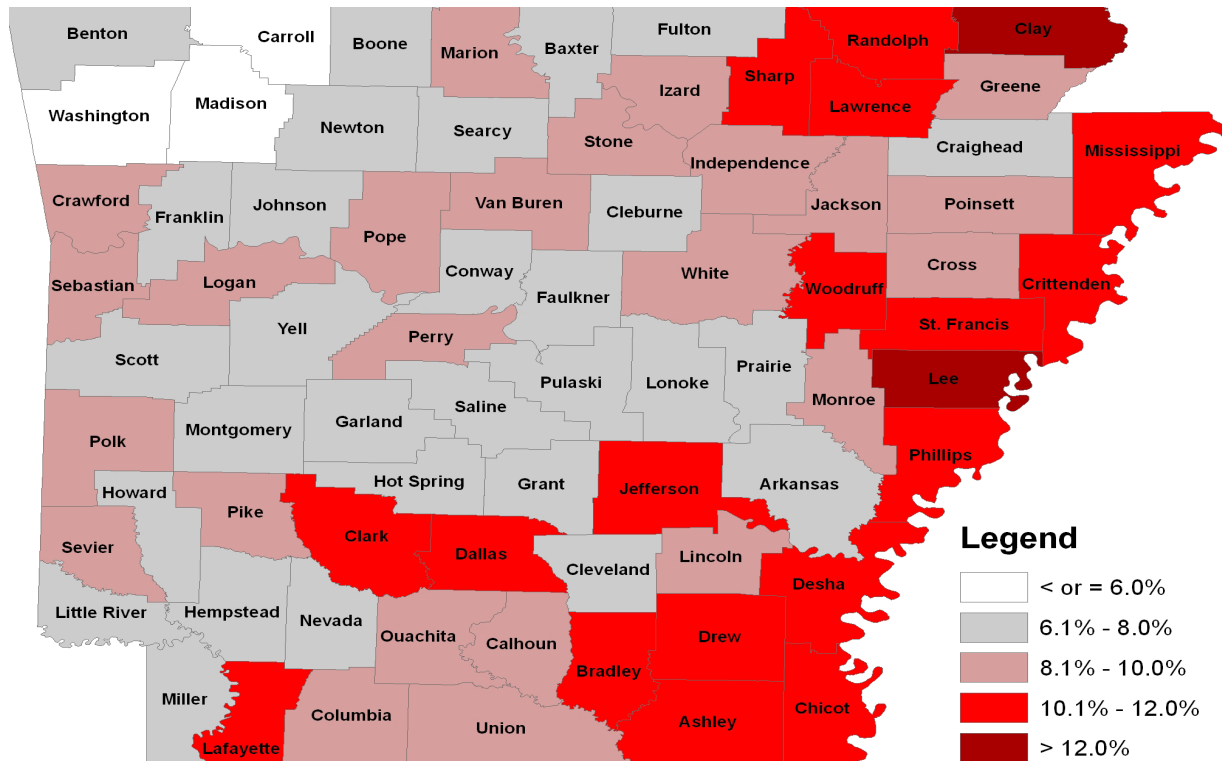 Benton
Carroll
Boone
Marion
Baxter
Fulton
Sharp
Randolph
Clay
Washington
Madison
Newton
Searcy
Izard
Lawrence
Greene
Stone
Independence
Craighead
Mississippi
Crawford
Franklin
Johnson
Pope
Van Buren
Cleburne
Jackson
Poinsett
Sebastian
Logan
Conway
Faulkner
White
Woodruff
Cross
Crittenden
Scott
Yell
Perry
Pulaski
Lonoke
Prairie
St. Francis
Lee
Polk
Montgomery
Garland
Saline
Monroe
Phillips
Howard
Hot Spring
Grant
Jefferson
Arkansas
Sevier
Pike
Clark
Dallas
Cleveland
Lincoln
Desha
Little River
Hempstead
Nevada
Ouachita
Calhoun
Bradley
Drew
Miller
Lafayette
Columbia
Union
Ashley
Chicot
Legend
< or = 6.0%
6.1% - 8.0%
8.1% - 10.0%
10.1% - 12.0%
> 12.0%